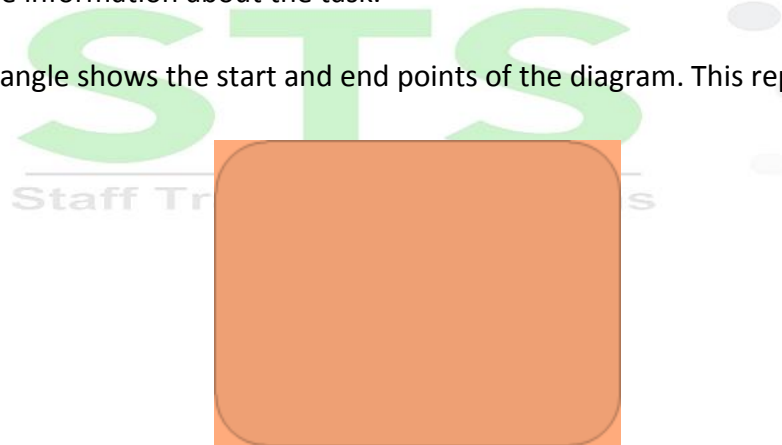 e information about the task.
angle shows the start and end points of the diagram. This rep
STS
Staff Tr
s